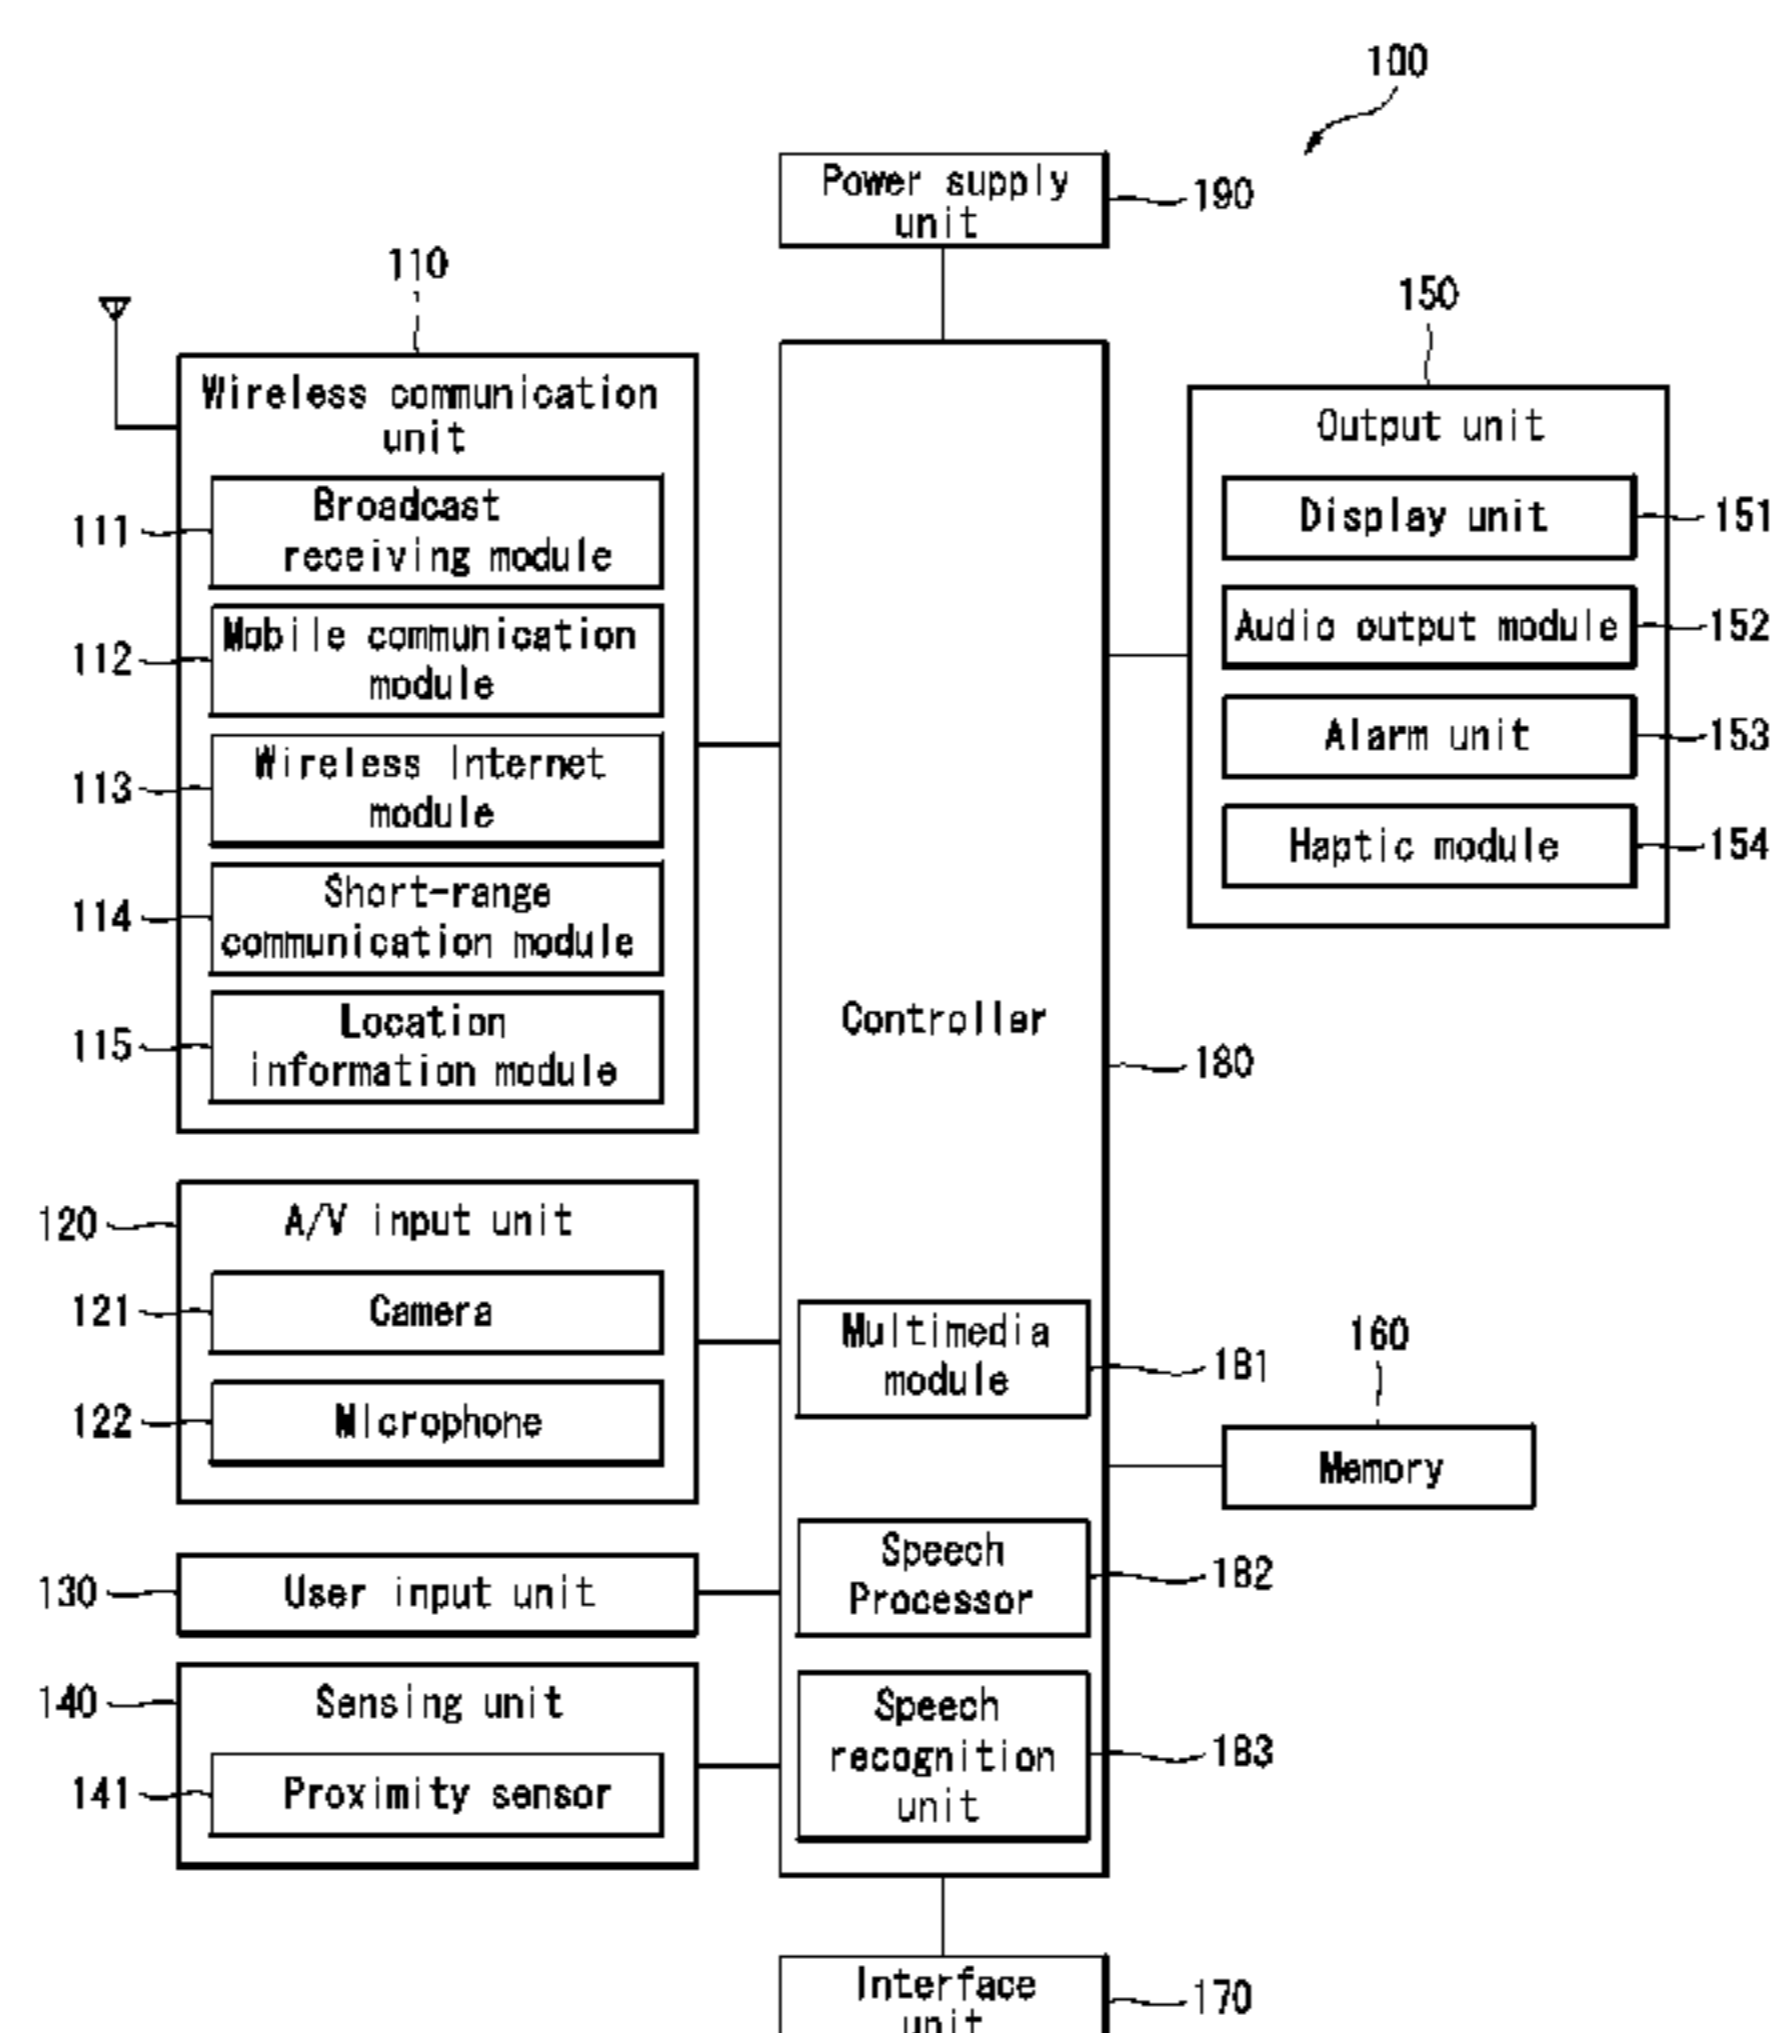 100
Power supply
unit
190
110
Wireless communication
unit
111
Broadcast
receiving module
112
Mobile communication
module
113
Wireless Internet
module
114
Short-range
communication module
115
Location
information module
150
Output unit
Display unit
151
Audio output module
152
Alarm unit
153
Haptic module
154
Controller
180
120
A/V input unit
121
Camera
122
Microphone
Multimedia
module
181
160
Memory
130
User input unit
Speech
Processor
182
140
Sensing unit
141
Proximity sensor
Speech
recognition
unit
183
Interface
unit
170